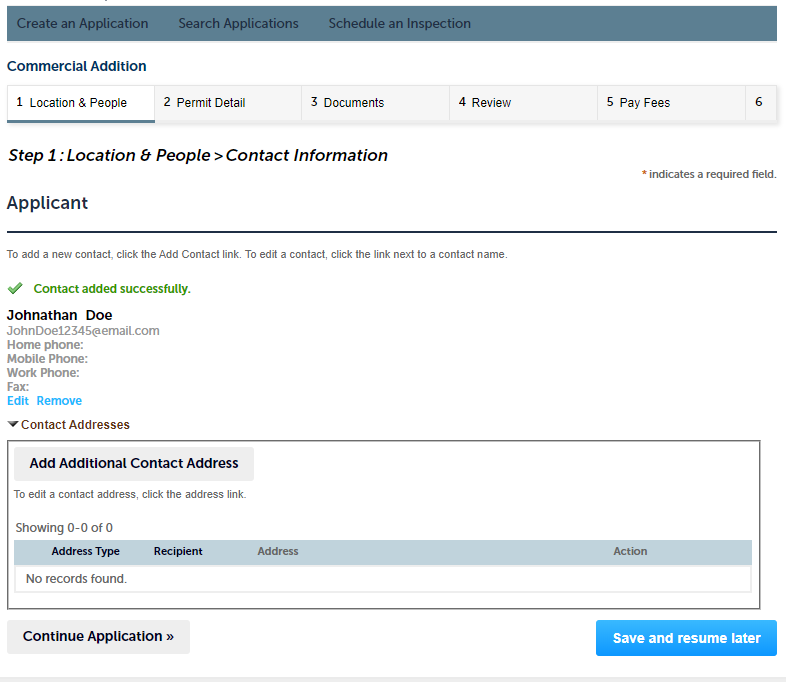 Create an Application Search Applications Schedule an Inspection
Commercial Addition
1 Location & People 2 Permit Detail 3 Documents 4 Review 5 Pay Fees 6
Step 1: Location & People > Contact Information
* indicates a required field.
Applicant
To add a new contact, click the Add Contact link. To edit a contact, click the link next to a contact name.
Contact added successfully.
Johnathan Doe
JohnDoe12345@email.com
Home phone:
Mobile Phone:
Work Phone:
Fax:
Edit Remove
Contact Addresses
Add Additional Contact Address
To edit a contact address, click the address link.
Showing 0-0 of 0
Address Type Recipient Address Action
No records found.
Continue Application »
Save and resume later